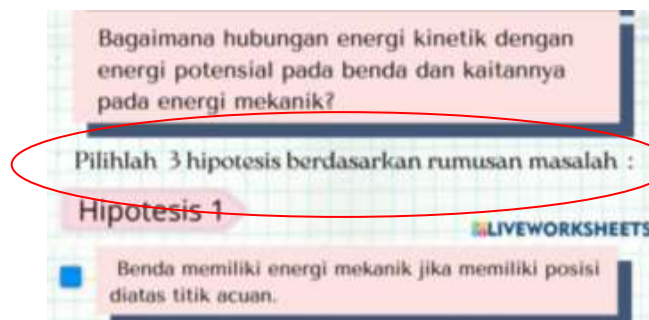 Bagaimana hubungan energi kinetik dengan
energi potensial pada benda dan kaitannya
pada energi mekanik?
Pilihlah 3 hipotesis berdasarkan rumusan masalah :
Hipotesis 1
LIVEWORKSHEETS
Benda memiliki energi mekanik jika memiliki posisi
diatas titik acuan.